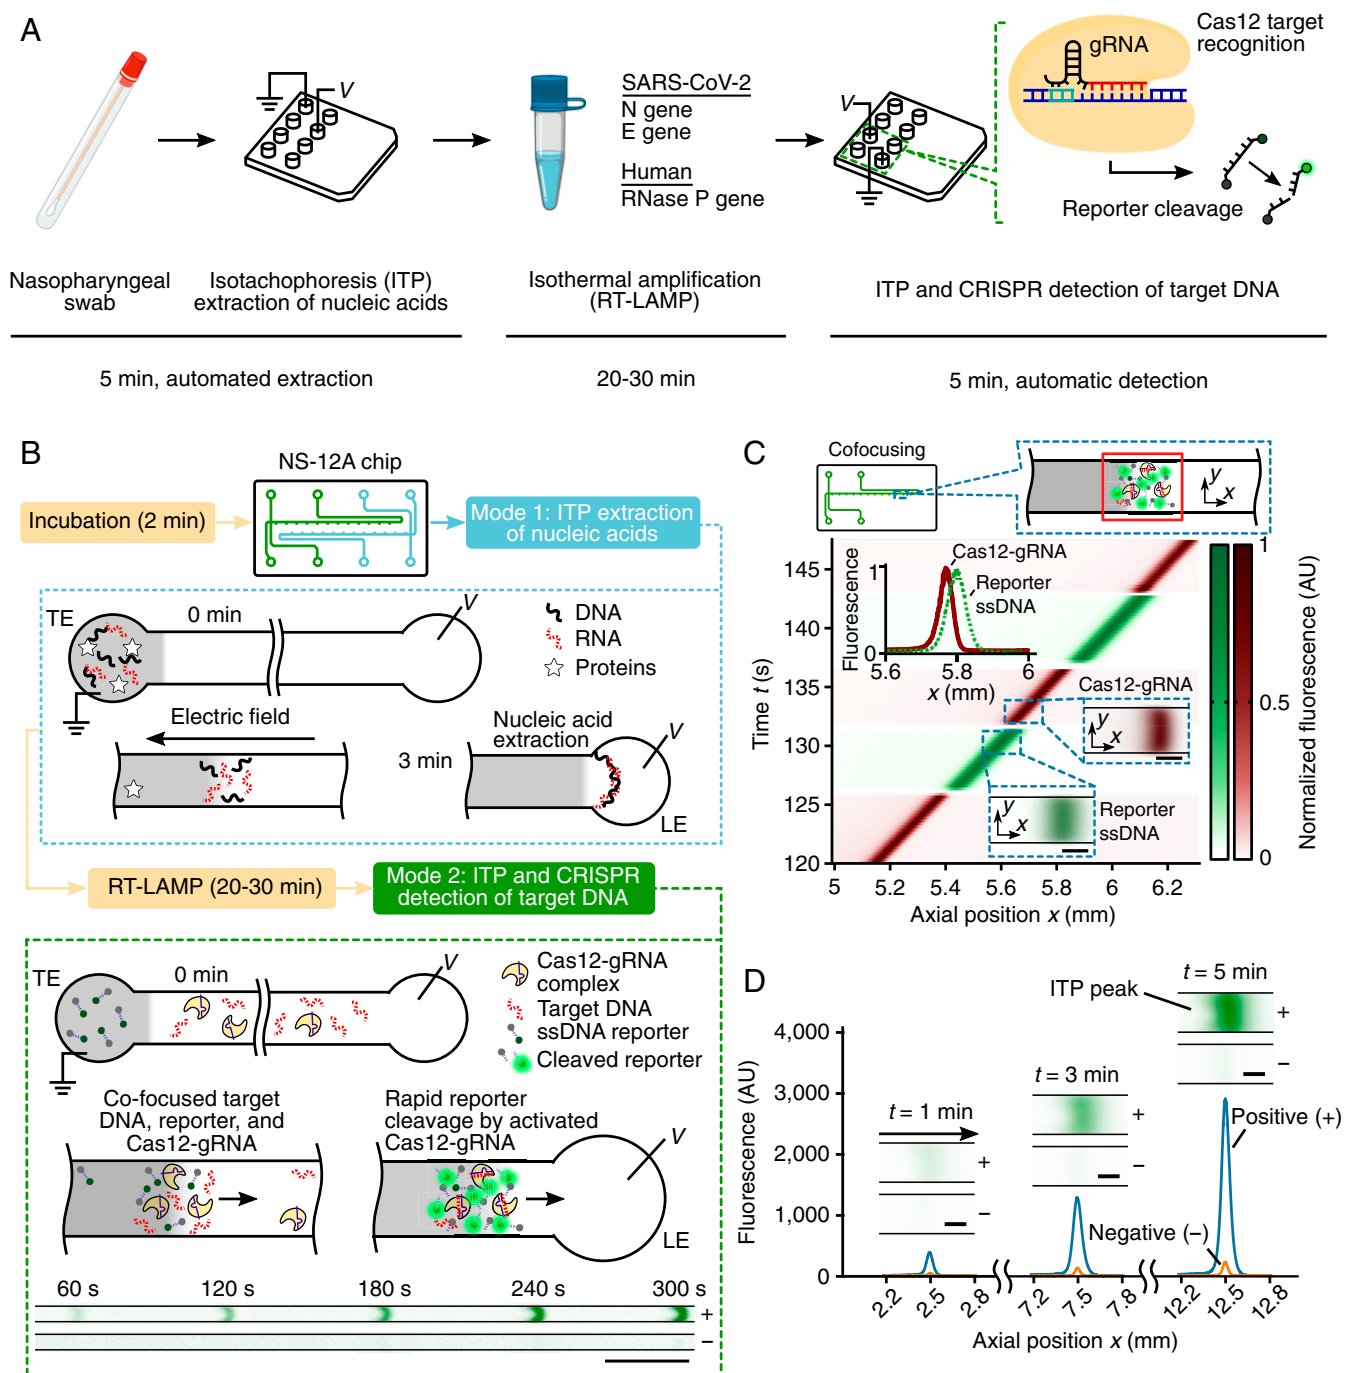 A
V
SARS-CoV-2
N gene
E gene
Human
RNase P gene
V
gRNA
Cas12 target
recognition
Reporter cleavage
Nasopharyngeal
swab
Isotachophoresis (ITP)
extraction of nucleic acids
Isothermal amplification
(RT-LAMP)
ITP and CRISPR detection of target DNA
5 min, automated extraction
20-30 min
5 min, automatic detection
B
NS-12A chip
Incubation (2 min)
Mode 1: ITP extraction
of nucleic acids
TE
0 min
V
DNA
RNA
Proteins
Electric field
Nucleic acid
extraction
V
3 min
LE
RT-LAMP (20-30 min)
Mode 2: ITP and CRISPR
detection of target DNA
TE
0 min
V
Cas12-gRNA
complex
Target DNA
ssDNA reporter
Cleaved reporter
Co-focused target
DNA, reporter, and
Cas12-gRNA
Rapid reporter
cleavage by activated
Cas12-gRNA
V
LE
60 s 120 s 180 s 240 s 300 s
+
−
C
Cofocusing
y
x
Cas12-gRNA
Reporter
ssDNA
Fluorescence
1
0
5.6 5.8 6
x (mm)
Cas12-gRNA
y
x
Reporter
ssDNA
y
x
Time t (s)
145
140
135
130
125
120
5 5.2 5.4 5.6 5.8 6 6.2
Axial position x (mm)
1
0.5
0
Normalized fluorescence (AU)
D
t = 5 min
ITP peak
+
−
t = 3 min
+
−
t = 1 min
+
−
Positive (+)
Negative (−)
Fluorescence (AU)
4,000
3,000
2,000
1,000
0
2.2 2.5 2.8 7.2 7.5 7.8 12.2 12.5 12.8
Axial position x (mm)